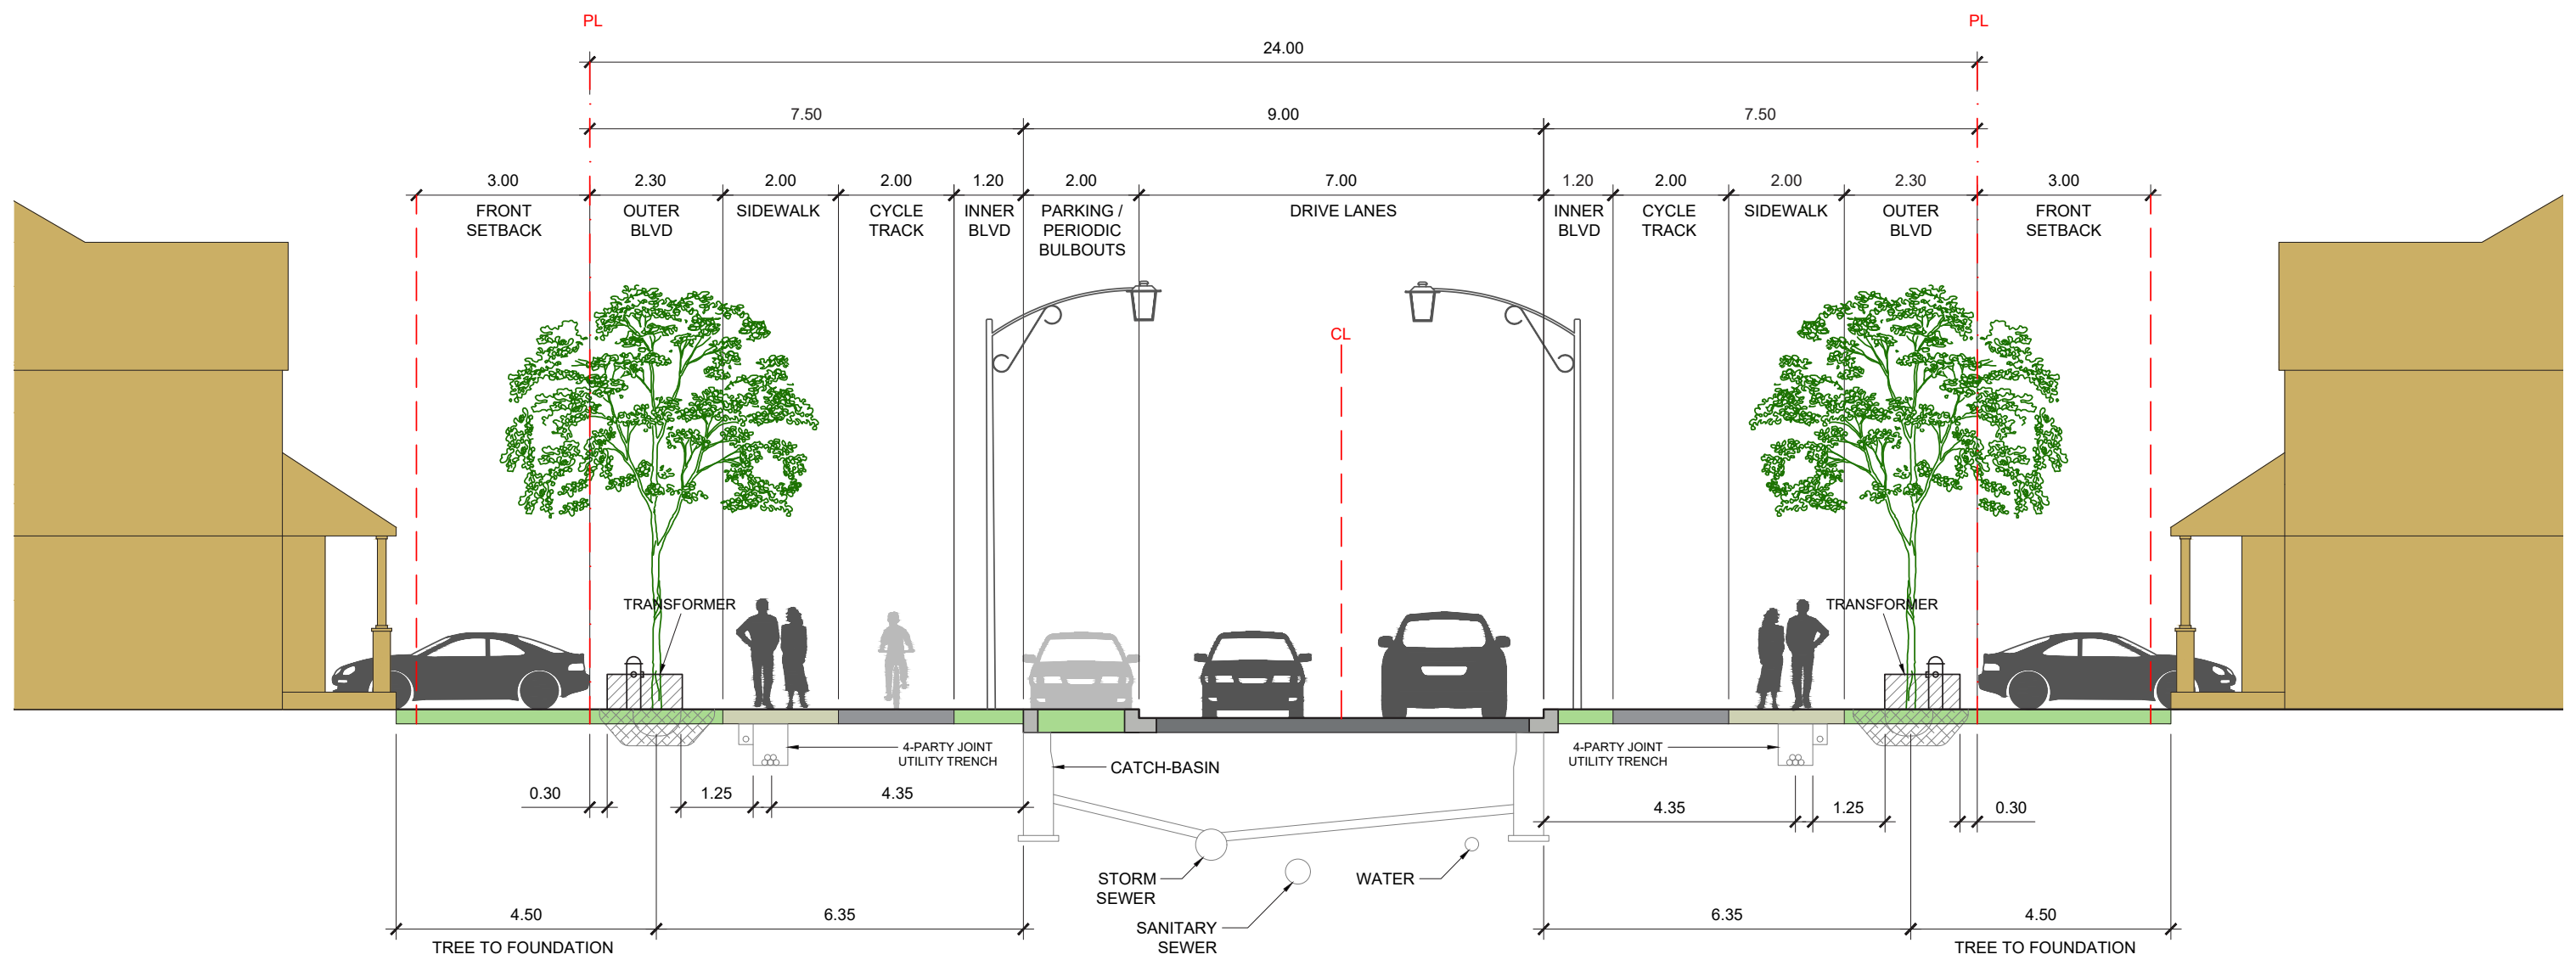 PL PL
24.00
7.50 9.00 7.50
3.00 2.30 2.00 2.00 1.20 2.00 7.00 1.20 2.00 2.00 2.30 3.00
FRONT
SETBACK
OUTER
BLVD
SIDEWALK
CYCLE
TRACK
INNER
BLVD
PARKING /
PERIODIC
BULBOUTS
DRIVE LANES
INNER
BLVD
CYCLE
TRACK
SIDEWALK
OUTER
BLVD
FRONT
SETBACK
CL
TRANSFORMER
TRANSFORMER
4-PARTY JOINT
UTILITY TRENCH
CATCH-BASIN
4-PARTY JOINT
UTILITY TRENCH
0.30 1.25 4.35
4.35 1.25 0.30
STORM
SEWER
WATER
SANITARY
SEWER
4.50 6.35 6.35 4.50
TREE TO FOUNDATION
TREE TO FOUNDATION